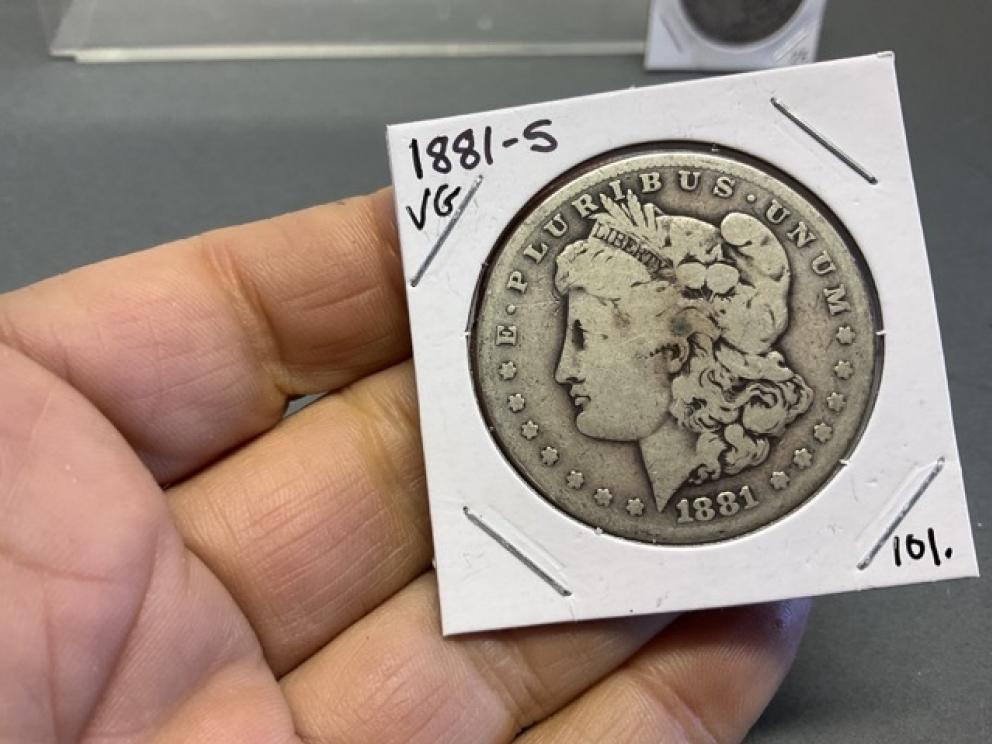 1881-S
VG
E · PLURIBUS · UNUM
LIBERTY
1881
101.